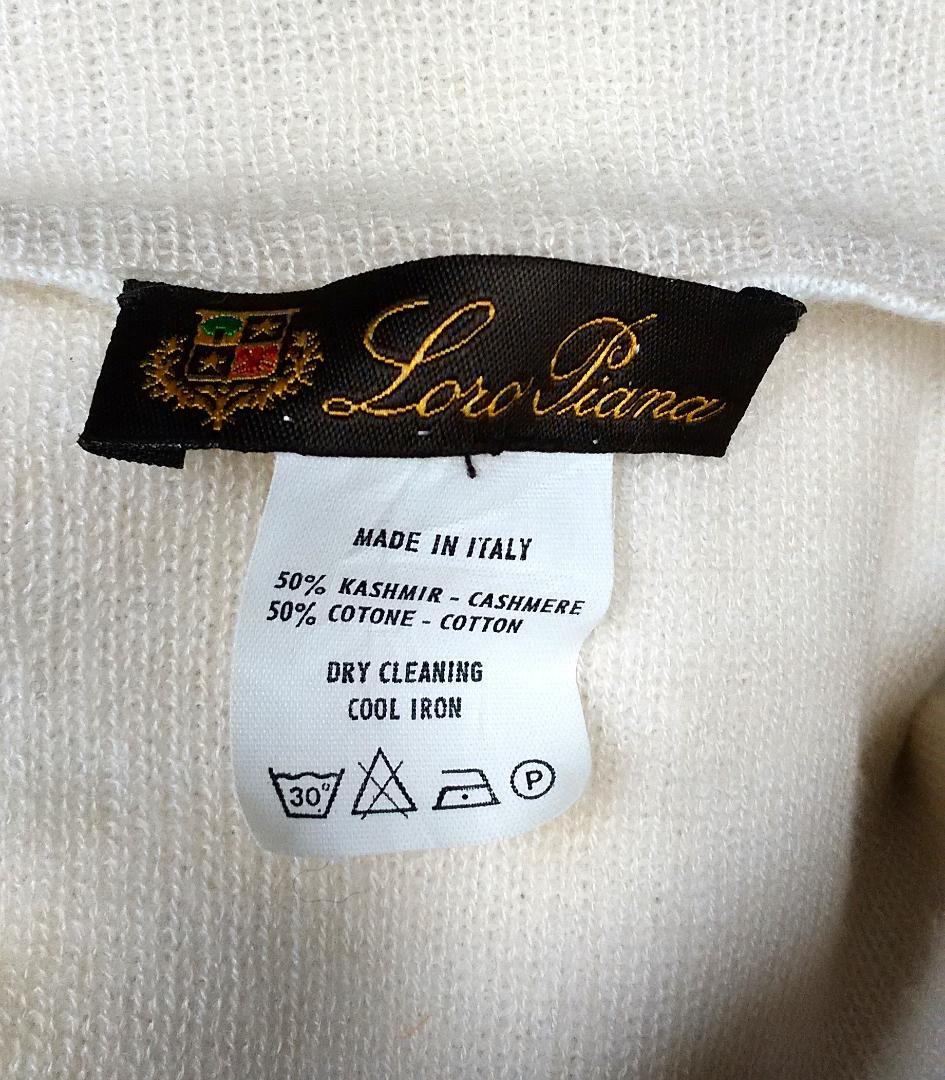 Loro Piana
MADE IN ITALY
50% KASHMIR - CASHMERE
50% COTONE - COTTON
DRY CLEANING
COOL IRON
30° P